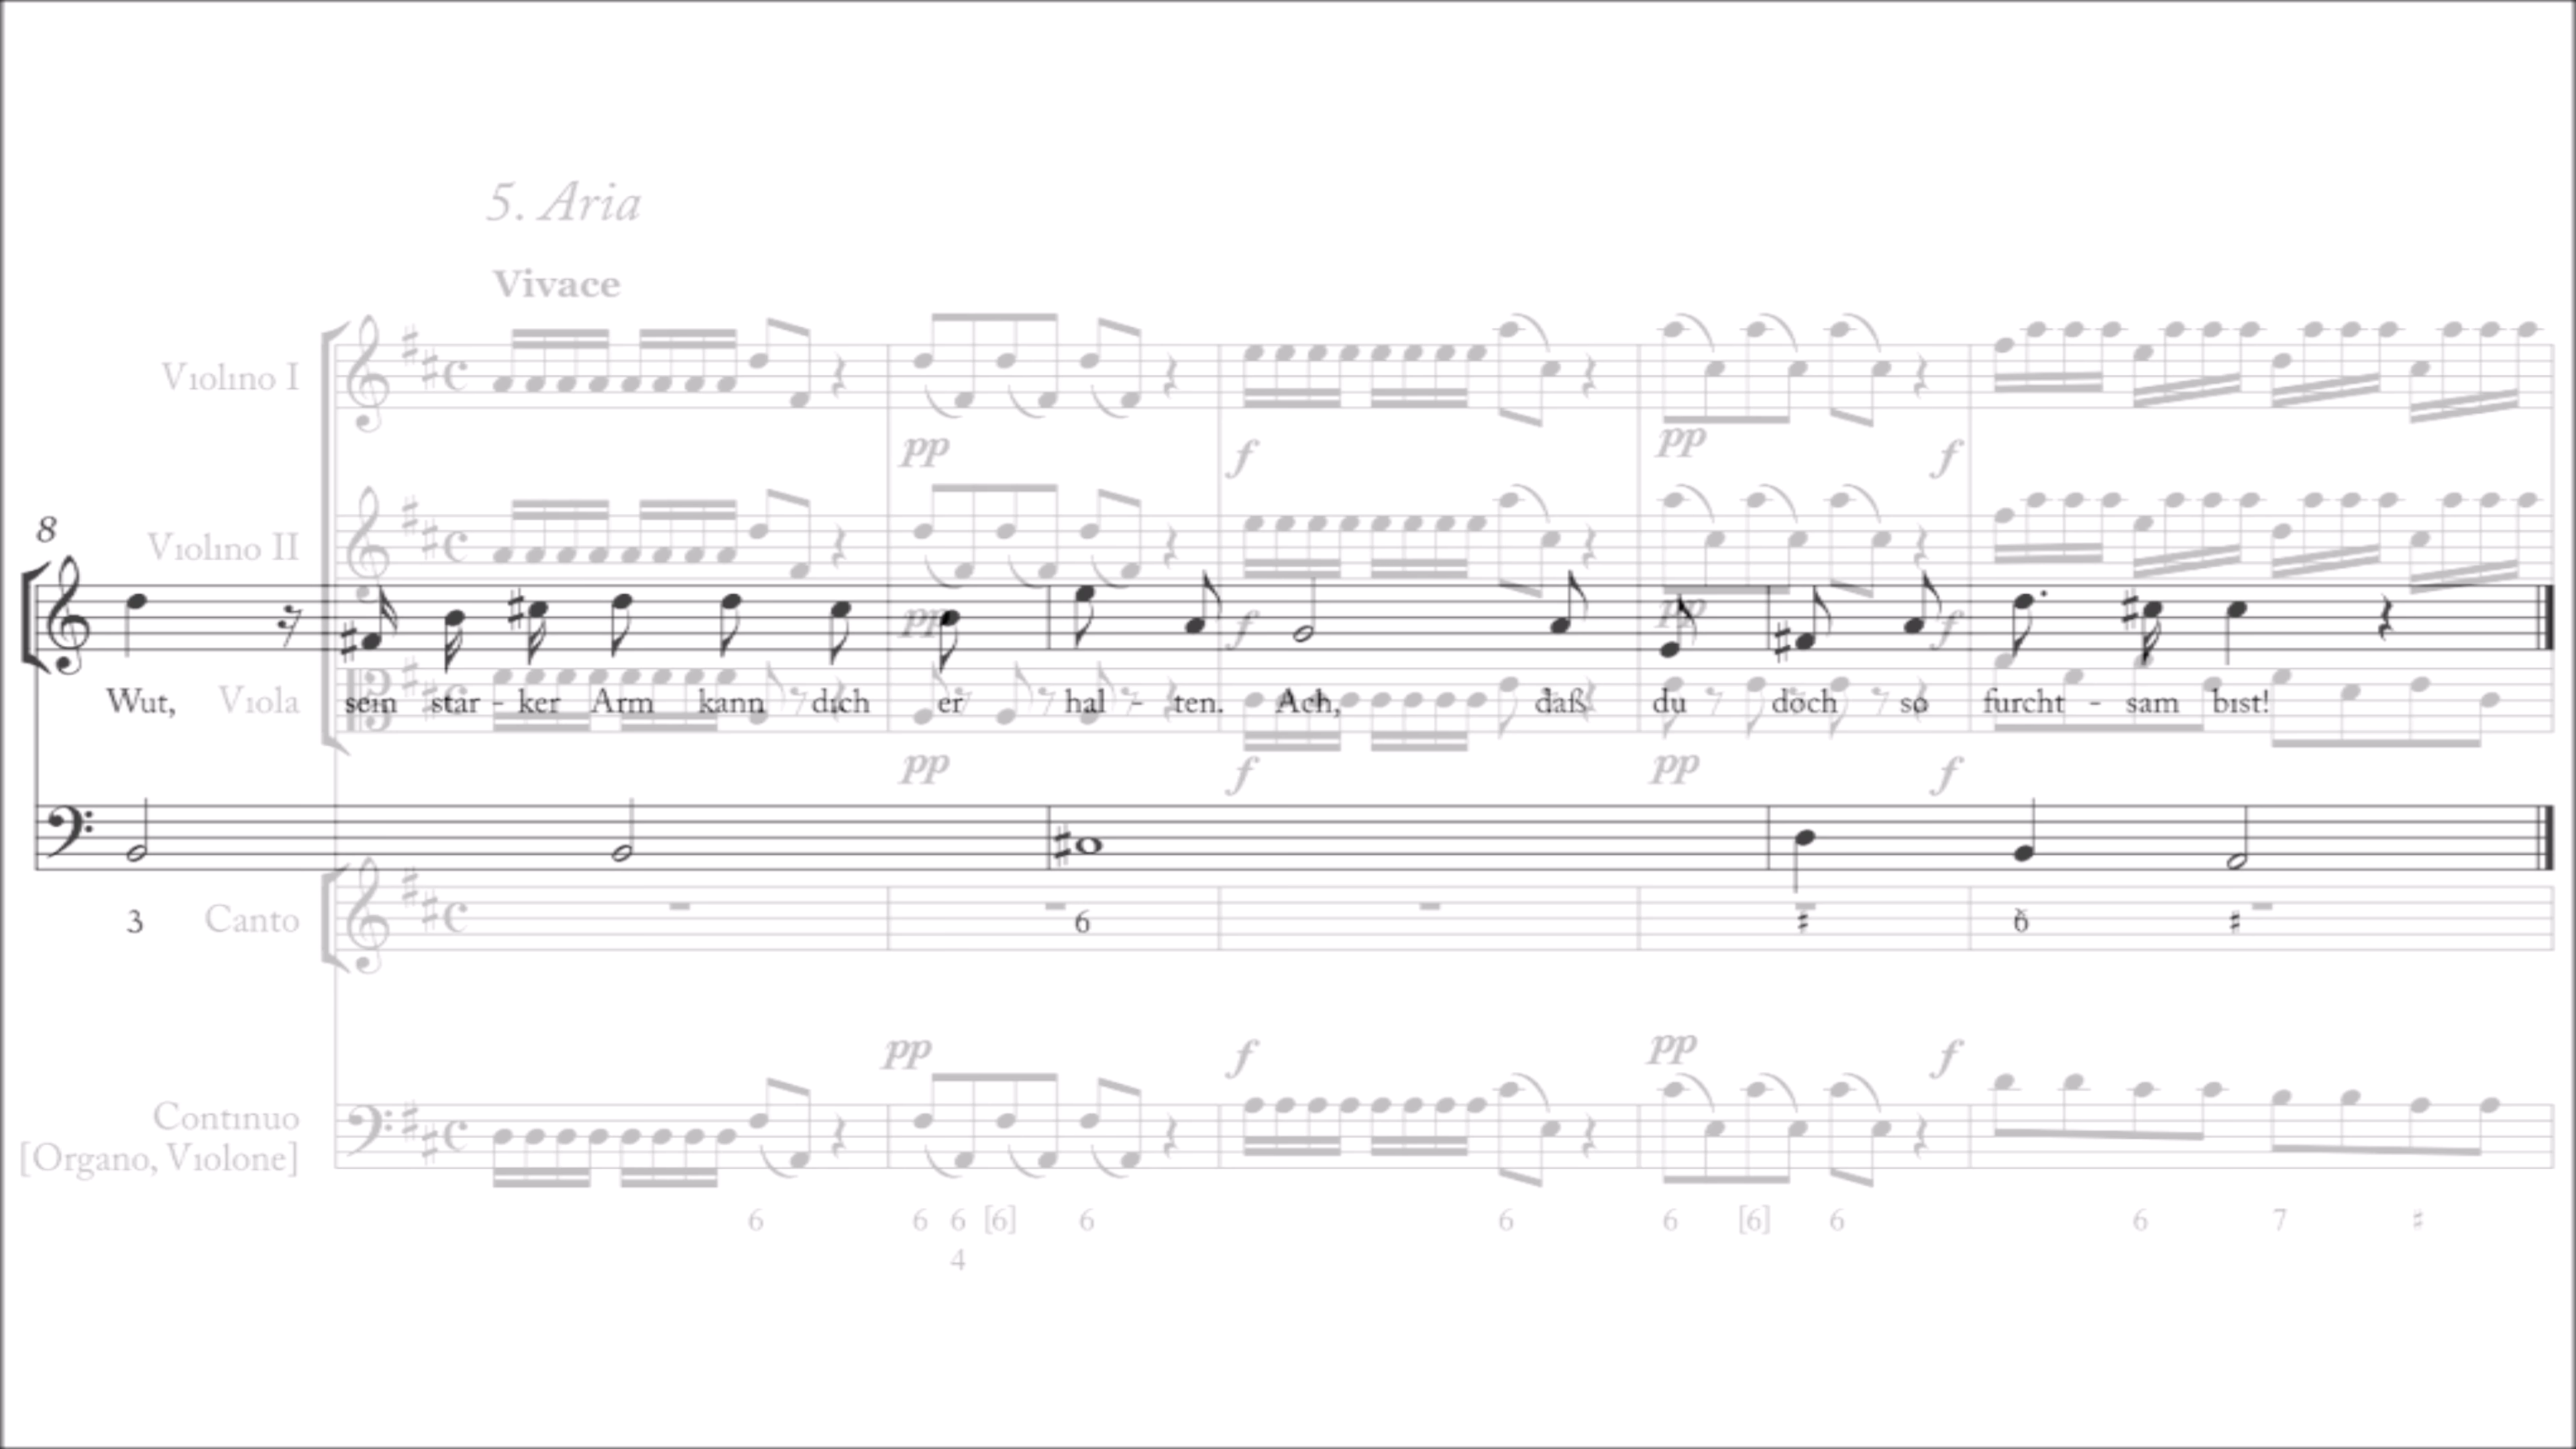 5. Aria
Vivace
Violino I
pp f pp f
8
Violino II
pp f pp f
Wut, sein star - ker Arm kann dich er hal - ten. Ach, daß du doch so furcht - sam bist!
Viola
pp f pp f
3 6 ♯ 6 ♯
Canto
pp f pp f
Continuo
[Organo, Violone]
6 6 6 [6] 6 6 6 [6] 6 6 7 ♯
4